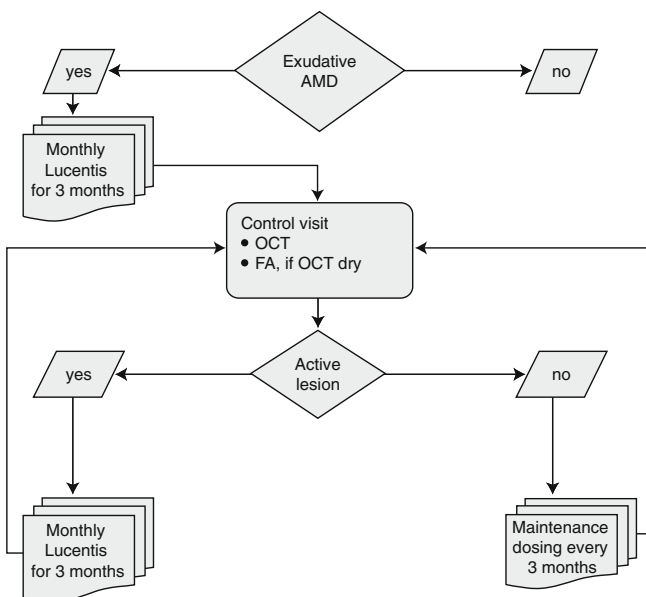 Exudative
AMD
yes
no
Monthly
Lucentis
for 3 months
Control visit
• OCT
• FA, if OCT dry
Active
lesion
yes
no
Monthly
Lucentis
for 3 months
Maintenance
dosing every
3 months